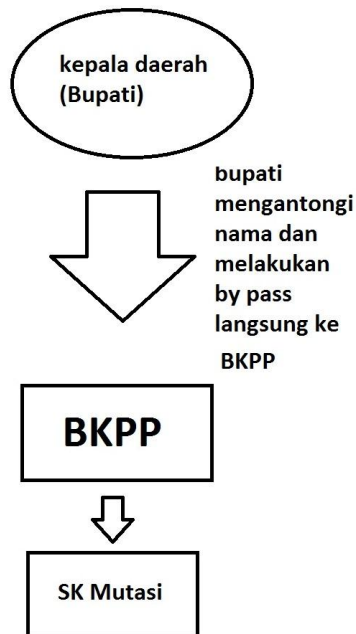 kepala daerah
(Bupati)
bupati
mengantongi
nama dan
melakukan
by pass
langsung ke
BKPP
BKPP
SK Mutasi